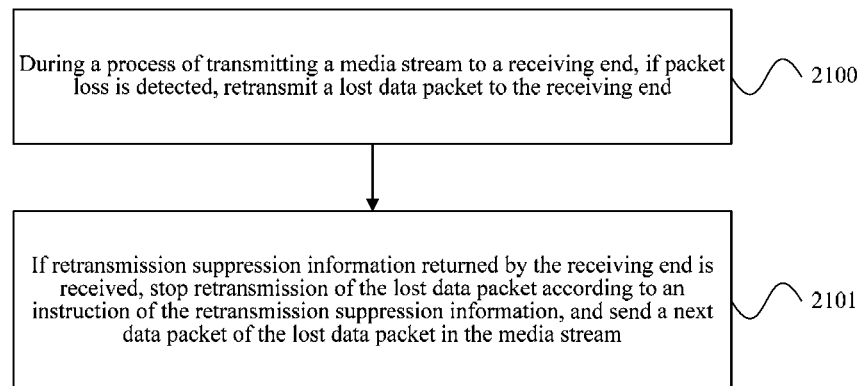 During a process of transmitting a media stream to a receiving end, if packet
loss is detected, retransmit a lost data packet to the receiving end
2100
If retransmission suppression information returned by the receiving end is
received, stop retransmission of the lost data packet according to an
instruction of the retransmission suppression information, and send a next
data packet of the lost data packet in the media stream
2101